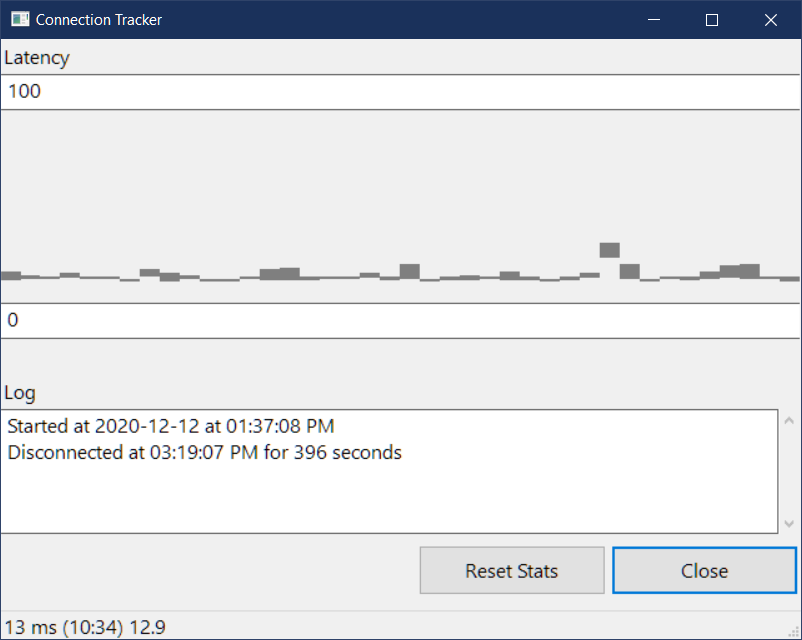 Connection Tracker
Latency
100
0
Log
Started at 2020-12-12 at 01:37:08 PM
Disconnected at 03:19:07 PM for 396 seconds
Reset Stats
Close
13 ms (10:34) 12.9